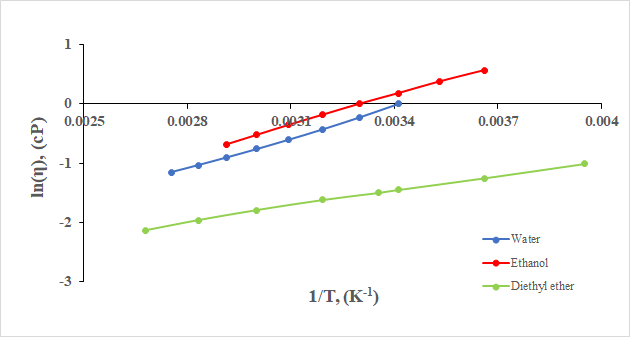 1
0
0.0025 0.0028 0.0031 0.0034 0.0037 0.004
-1
-2
-3
ln(η), (cP)
1/T, (K-1)
Water
Ethanol
Diethyl ether